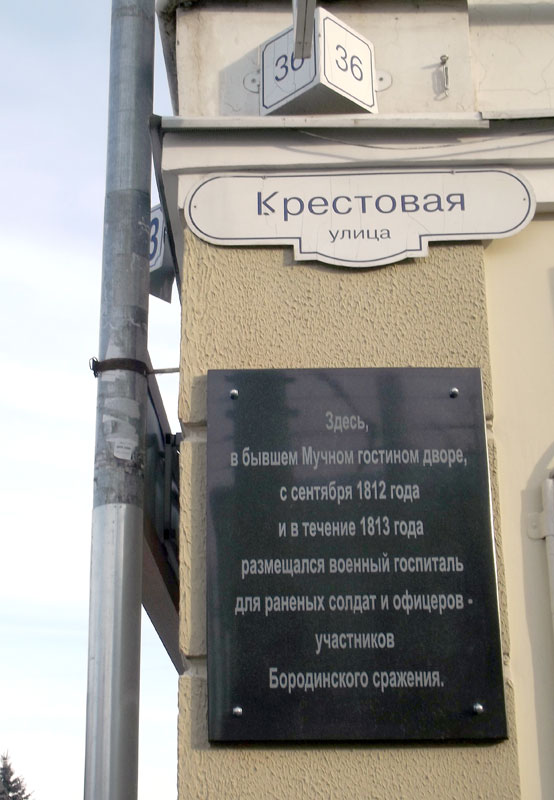 36
36
Крестовая
улица
3
Здесь,
в бывшем Мучном гостином дворе,
с сентября 1812 года
и в течение 1813 года
размещался военный госпиталь
для раненых солдат и офицеров -
участников
Бородинского сражения.